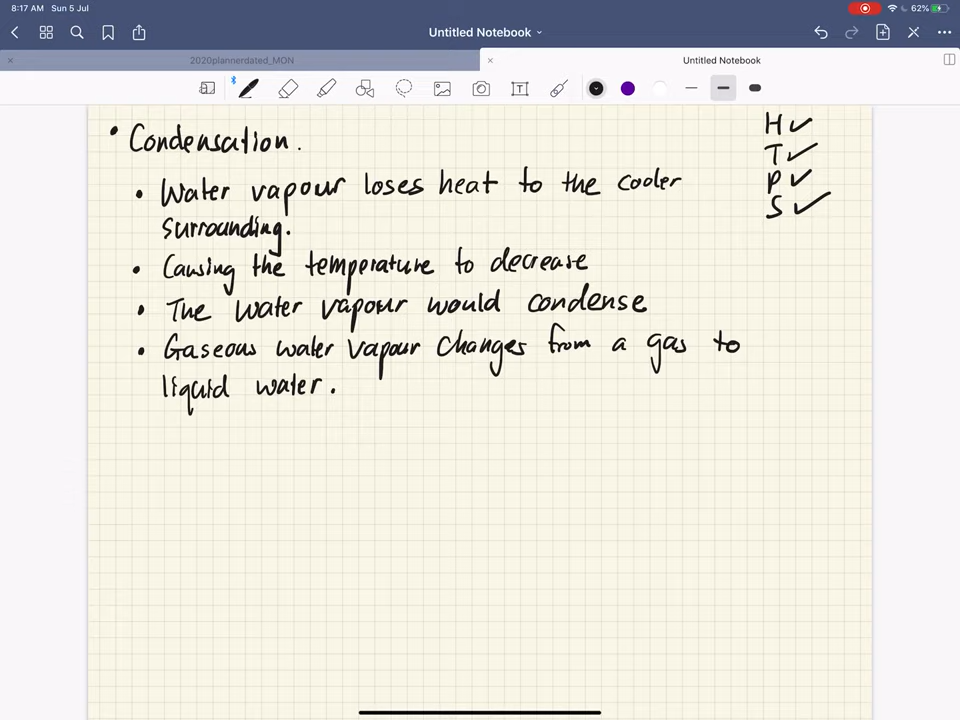 8:17 AM Sun 5 Jul 62%
Untitled Notebook
2020plannerdated_MON Untitled Notebook
• Condensation.
H ✓
T ✓
P ✓
S ✓
• Water vapour loses heat to the cooler
surrounding.
• Causing the temperature to decrease
• The water vapour would condense
• Gaseous water vapour changes from a gas to
liquid water.